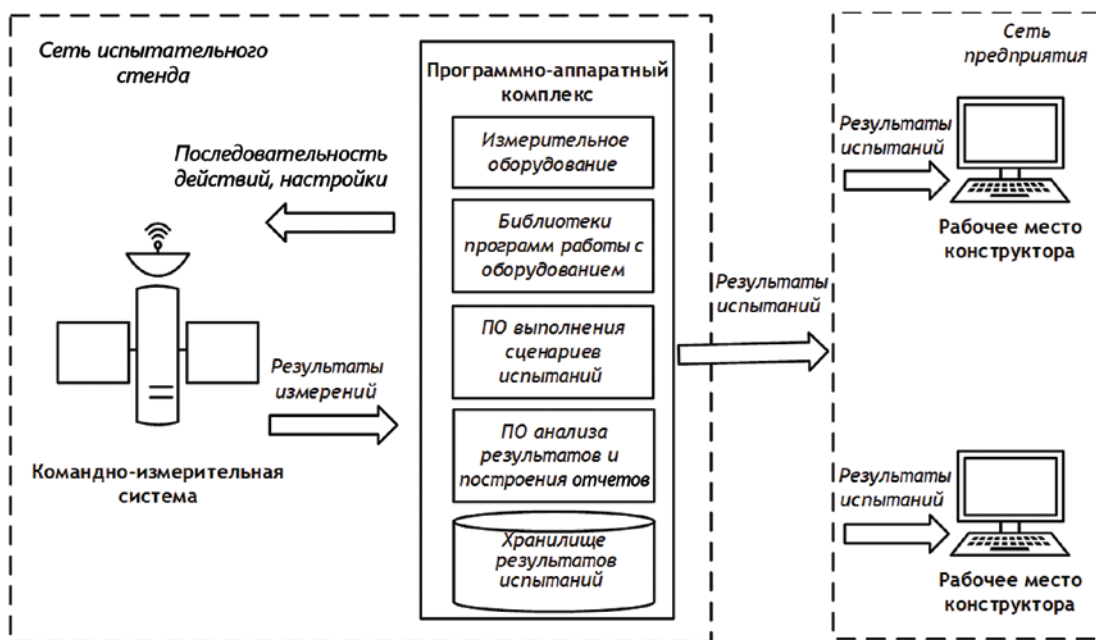 Сеть испытательного
стенда
Последовательность
действий, настройки
Результаты
измерений
Командно-измерительная
система
Программно-аппаратный
комплекс
Измерительное
оборудование
Библиотеки
программ работы с
оборудованием
ПО выполнения
сценариев
испытаний
ПО анализа
результатов и
построения отчетов
Хранилище
результатов
испытаний
Результаты
испытаний
Сеть
предприятия
Результаты
испытаний
Рабочее место
конструктора
Результаты
испытаний
Рабочее место
конструктора